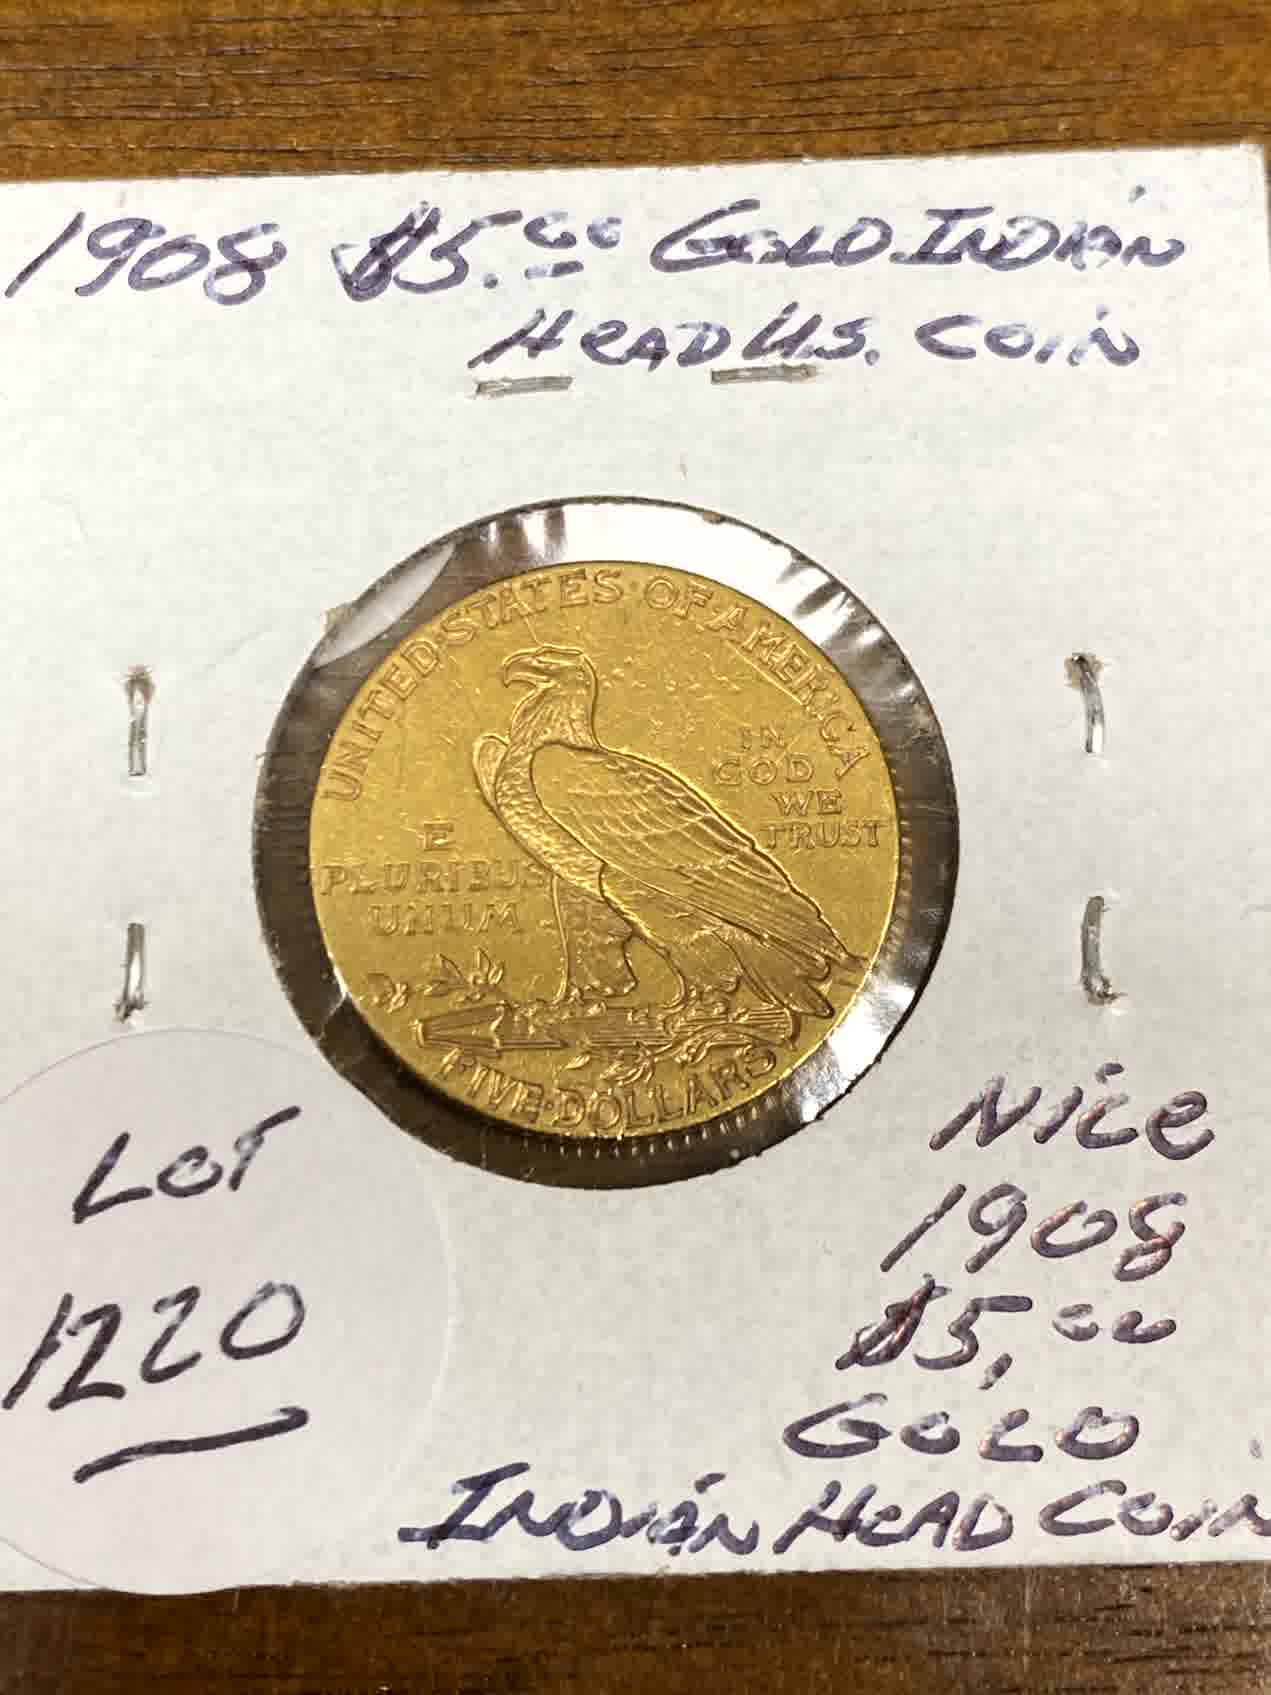 1908 $5.00 GOLD INDIAN
HEAD U.S. COIN
UNITED·STATES·OF·AMERICA
IN
GOD
WE
TRUST
E
PLURIBUS
UNUM
FIVE·DOLLARS
LOT
1220
NICE
1908
$5.00
GOLD
INDIAN HEAD COIN